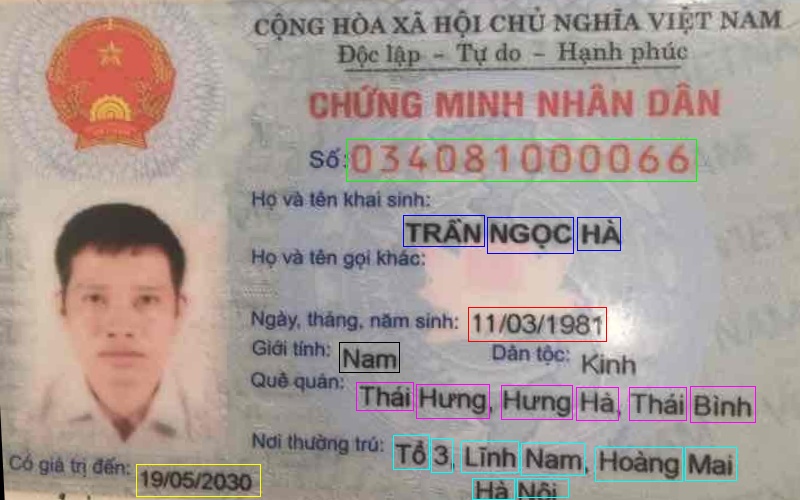 CỘNG HÒA XÃ HỘI CHỦ NGHĨA VIỆT NAM
Độc lập - Tự do - Hạnh phúc
CHỨNG MINH NHÂN DÂN
Số: 034081000066
Họ và tên khai sinh:
TRẦN NGỌC HÀ
Họ và tên gọi khác:
Ngày, tháng, năm sinh: 11/03/1981
Giới tính: Nam Dân tộc: Kinh
Quê quán: Thái Hưng, Hưng Hà, Thái Bình
Nơi thường trú: Tổ 3, Lĩnh Nam, Hoàng Mai
Hà Nội
Có giá trị đến: 19/05/2030